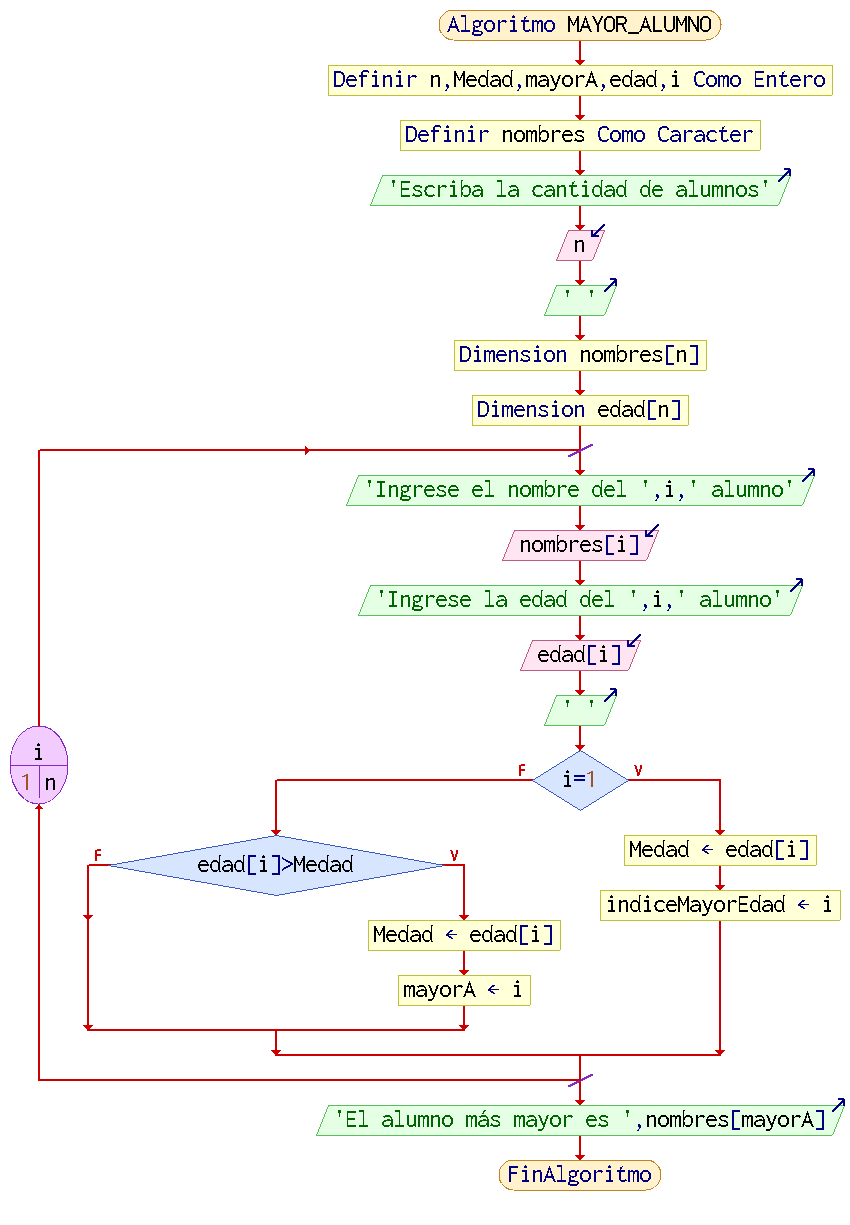 Algoritmo MAYOR_ALUMNO
Definir n,Medad,mayorA,edad,i Como Entero
Definir nombres Como Caracter
'Escriba la cantidad de alumnos'
n
' '
Dimension nombres[n]
Dimension edad[n]
'Ingrese el nombre del ',i,' alumno'
nombres[i]
'Ingrese la edad del ',i,' alumno'
edad[i]
' '
i
1 n
F i=1 V
F edad[i]>Medad V
Medad ← edad[i]
indiceMayorEdad ← i
Medad ← edad[i]
mayorA ← i
'El alumno más mayor es ',nombres[mayorA]
FinAlgoritmo